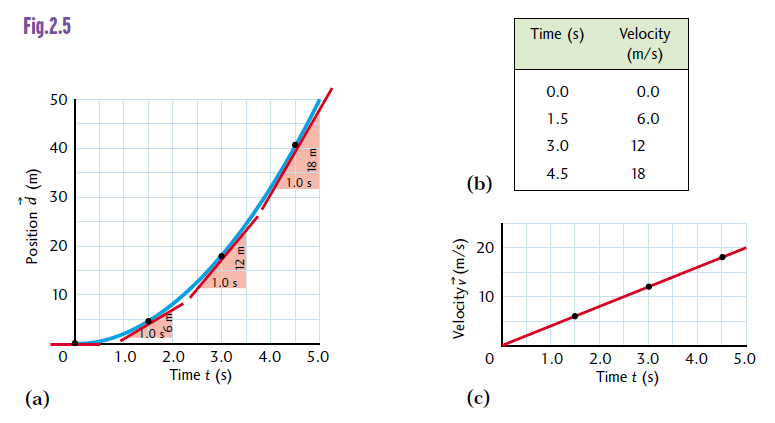 Fig.2.5
50
40
30
20
10
0
1.0
2.0
3.0
4.0
5.0
Position d⃗ (m)
Time t (s)
1.0 s
6 m
1.0 s
12 m
1.0 s
18 m
(a)
Time (s) Velocity
(m/s)
0.0 0.0
1.5 6.0
3.0 12
4.5 18
(b)
20
10
0
1.0
2.0
3.0
4.0
5.0
Velocity v⃗ (m/s)
Time t (s)
(c)